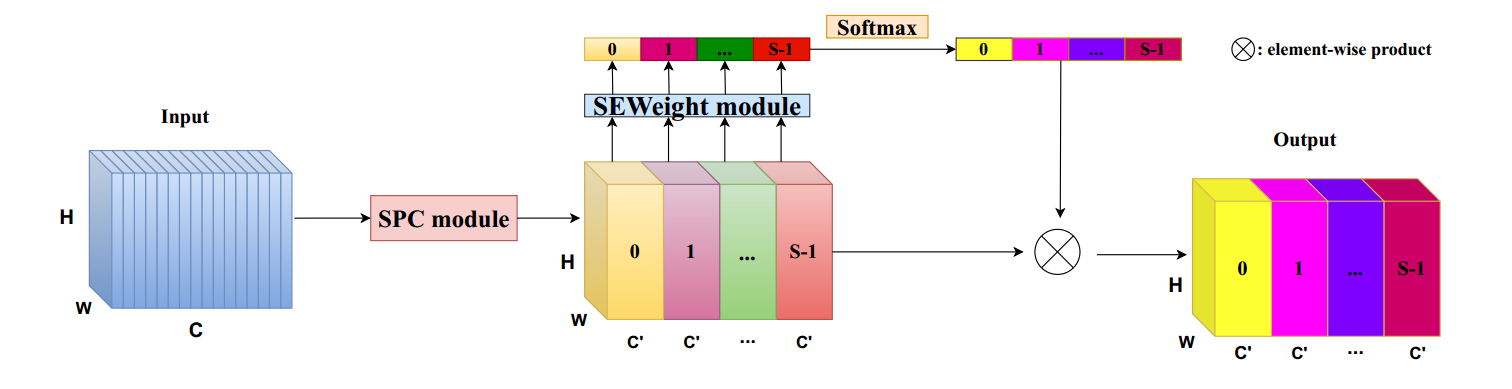 Softmax
0 1 ... S-1
0 1 ... S-1
: element-wise product
SEWeight module
Input
Output
H
SPC module
0 1 ... S-1
0 1 ... S-1
H
H
W
C
W
C' C' ... C'
W
C' C' ... C'